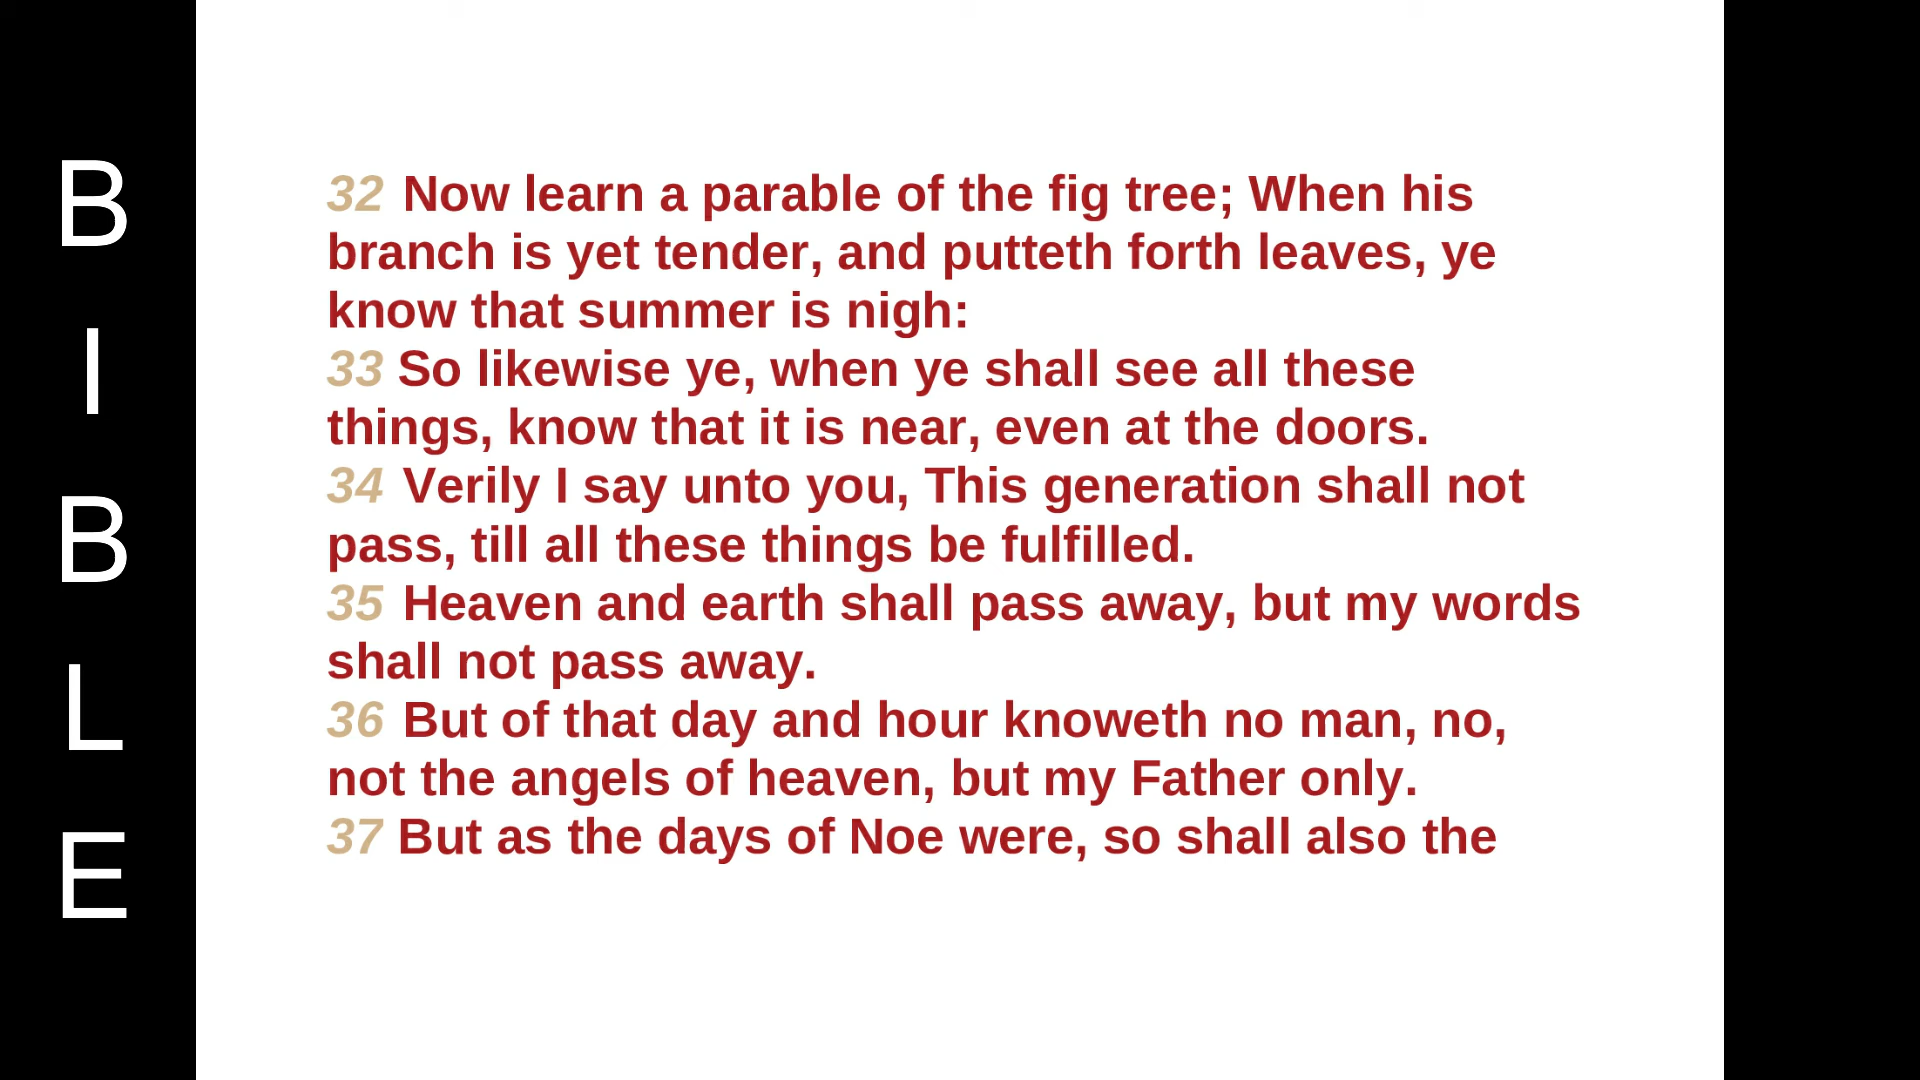 BIBLE
32 Now learn a parable of the fig tree; When his
branch is yet tender, and putteth forth leaves, ye
know that summer is nigh:
33 So likewise ye, when ye shall see all these
things, know that it is near, even at the doors.
34 Verily I say unto you, This generation shall not
pass, till all these things be fulfilled.
35 Heaven and earth shall pass away, but my words
shall not pass away.
36 But of that day and hour knoweth no man, no,
not the angels of heaven, but my Father only.
37 But as the days of Noe were, so shall also the